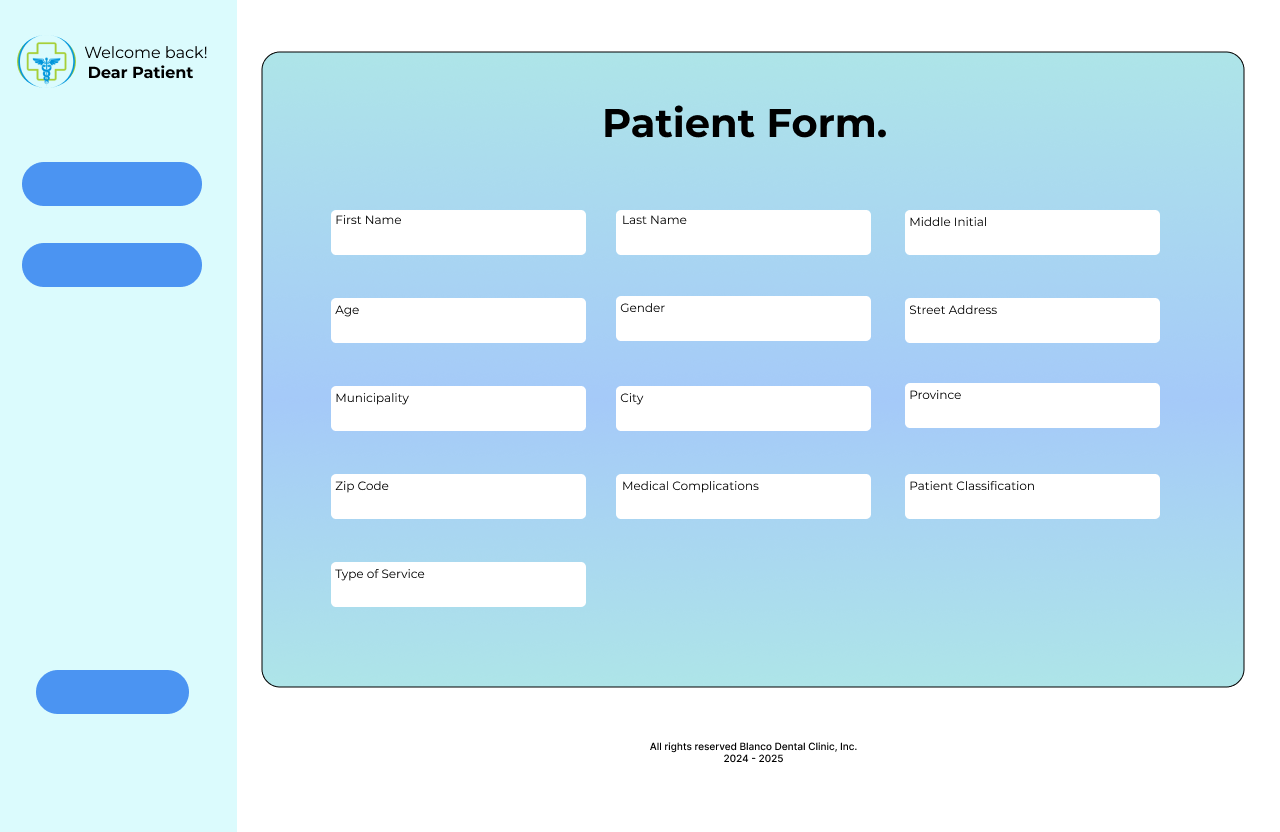 Welcome back!
Dear Patient
Patient Form.
First Name
Last Name
Middle Initial
Age
Gender
Street Address
Municipality
City
Province
Zip Code
Medical Complications
Patient Classification
Type of Service
All rights reserved Blanco Dental Clinic, Inc.
2024 - 2025